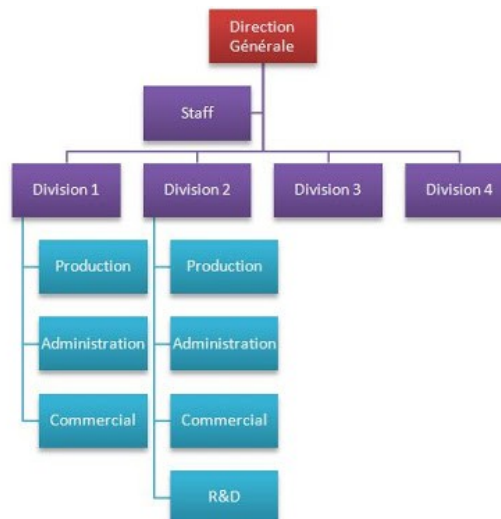 Direction
Générale
Staff
Division 1
Division 2
Division 3
Division 4
Production
Production
Administration
Administration
Commercial
Commercial
R&D